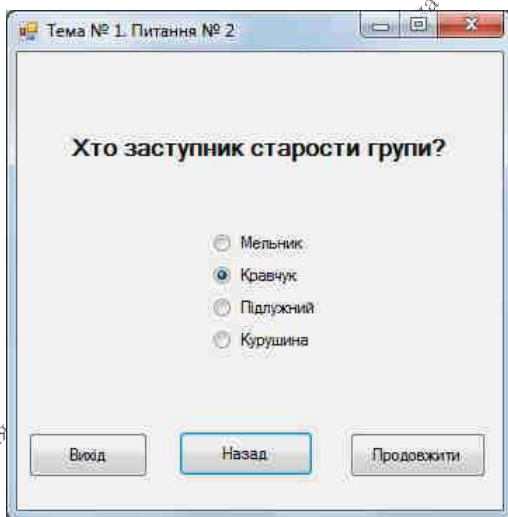 Тема № 1. Питання № 2
Хто заступник старости групи?
Мельник
Кравчук
Підлужний
Курушина
Вихід
Назад
Продовжити